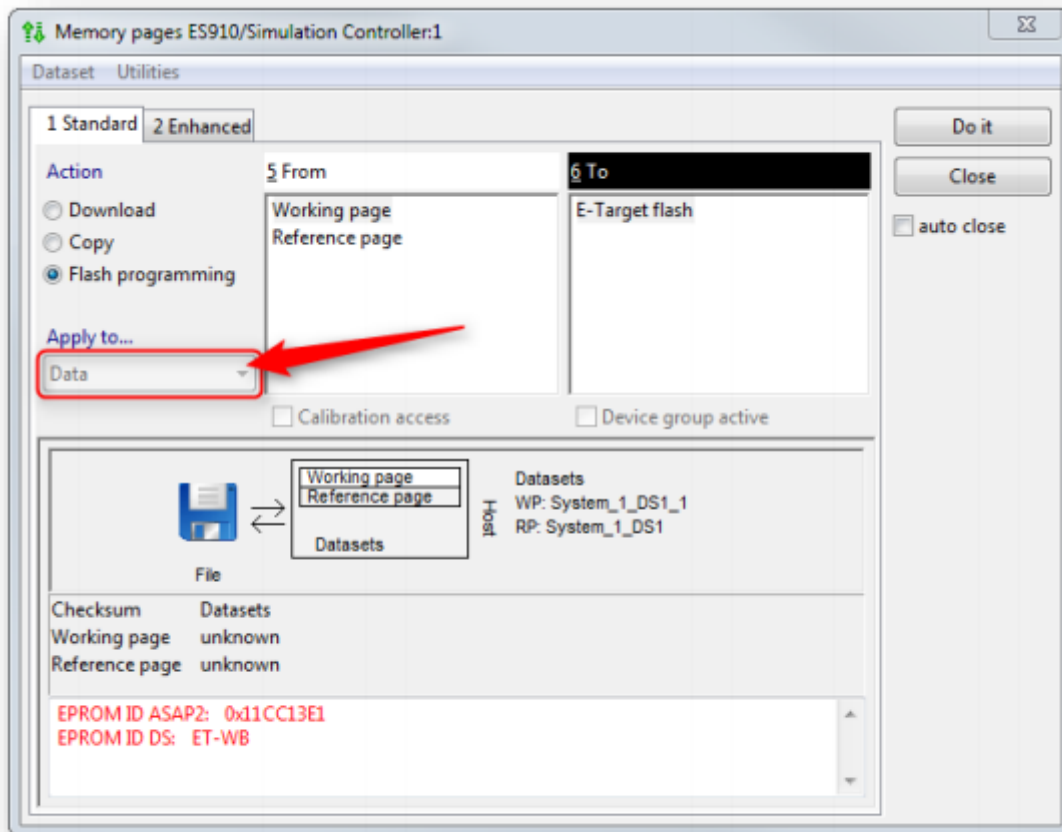 Memory pages ES910/Simulation Controller:1
Dataset Utilities
1 Standard 2 Enhanced
Do it
Close
auto close
Action
Download
Copy
Flash programming
Apply to...
Data
5 From
Working page
Reference page
6 To
E-Target flash
Calibration access
Device group active
File
Working page
Reference page
Datasets
Host
Datasets
WP: System_1_DS1_1
RP: System_1_DS1
Checksum Datasets
Working page unknown
Reference page unknown
EPROM ID ASAP2: 0x11CC13E1
EPROM ID DS: ET-WB